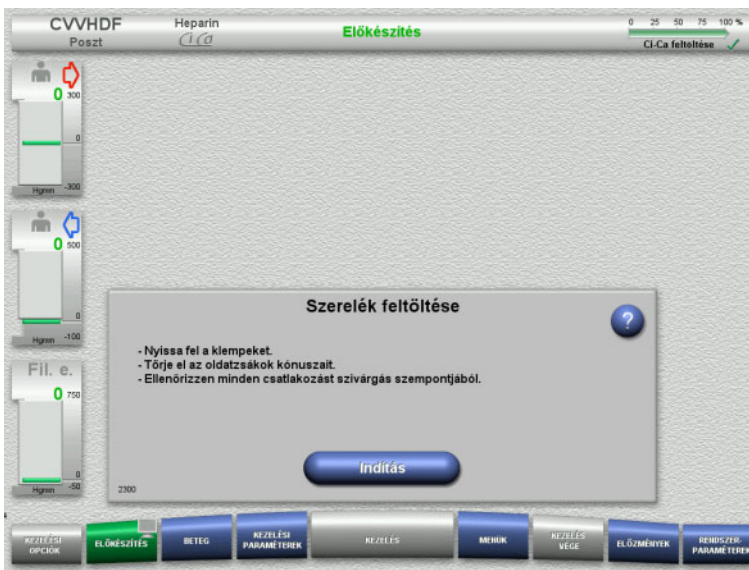 CVVHDF
Poszt
Heparin
Ci Ca
Előkészítés
0 25 50 75 100 %
Ci-Ca feltöltése
0 300
0
-300
Hgmm
0 500
0
-100
Hgmm
Fil. e.
0 750
0
-50
Hgmm
Szerelék feltöltése
?
- Nyissa fel a klempeket.
- Törje el az oldatzsákok kónuszait.
- Ellenőrizzen minden csatlakozást szivárgás szempontjából.
Indítás
2300
KEZELÉSI OPCIÓK
ELŐKÉSZÍTÉS
BETEG
KEZELÉSI PARAMÉTEREK
KEZELÉS
MENÜK
KEZELÉS VÉGE
ELŐZMÉNYEK
RENDSZER-PARAMÉTEREK